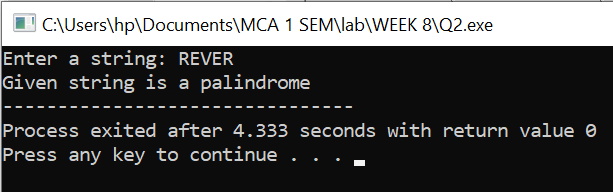 C:\Users\hp\Documents\MCA 1 SEM\lab\WEEK 8\Q2.exe
Enter a string: REVER
Given string is a palindrome
--------------------------------
Process exited after 4.333 seconds with return value 0
Press any key to continue . . .